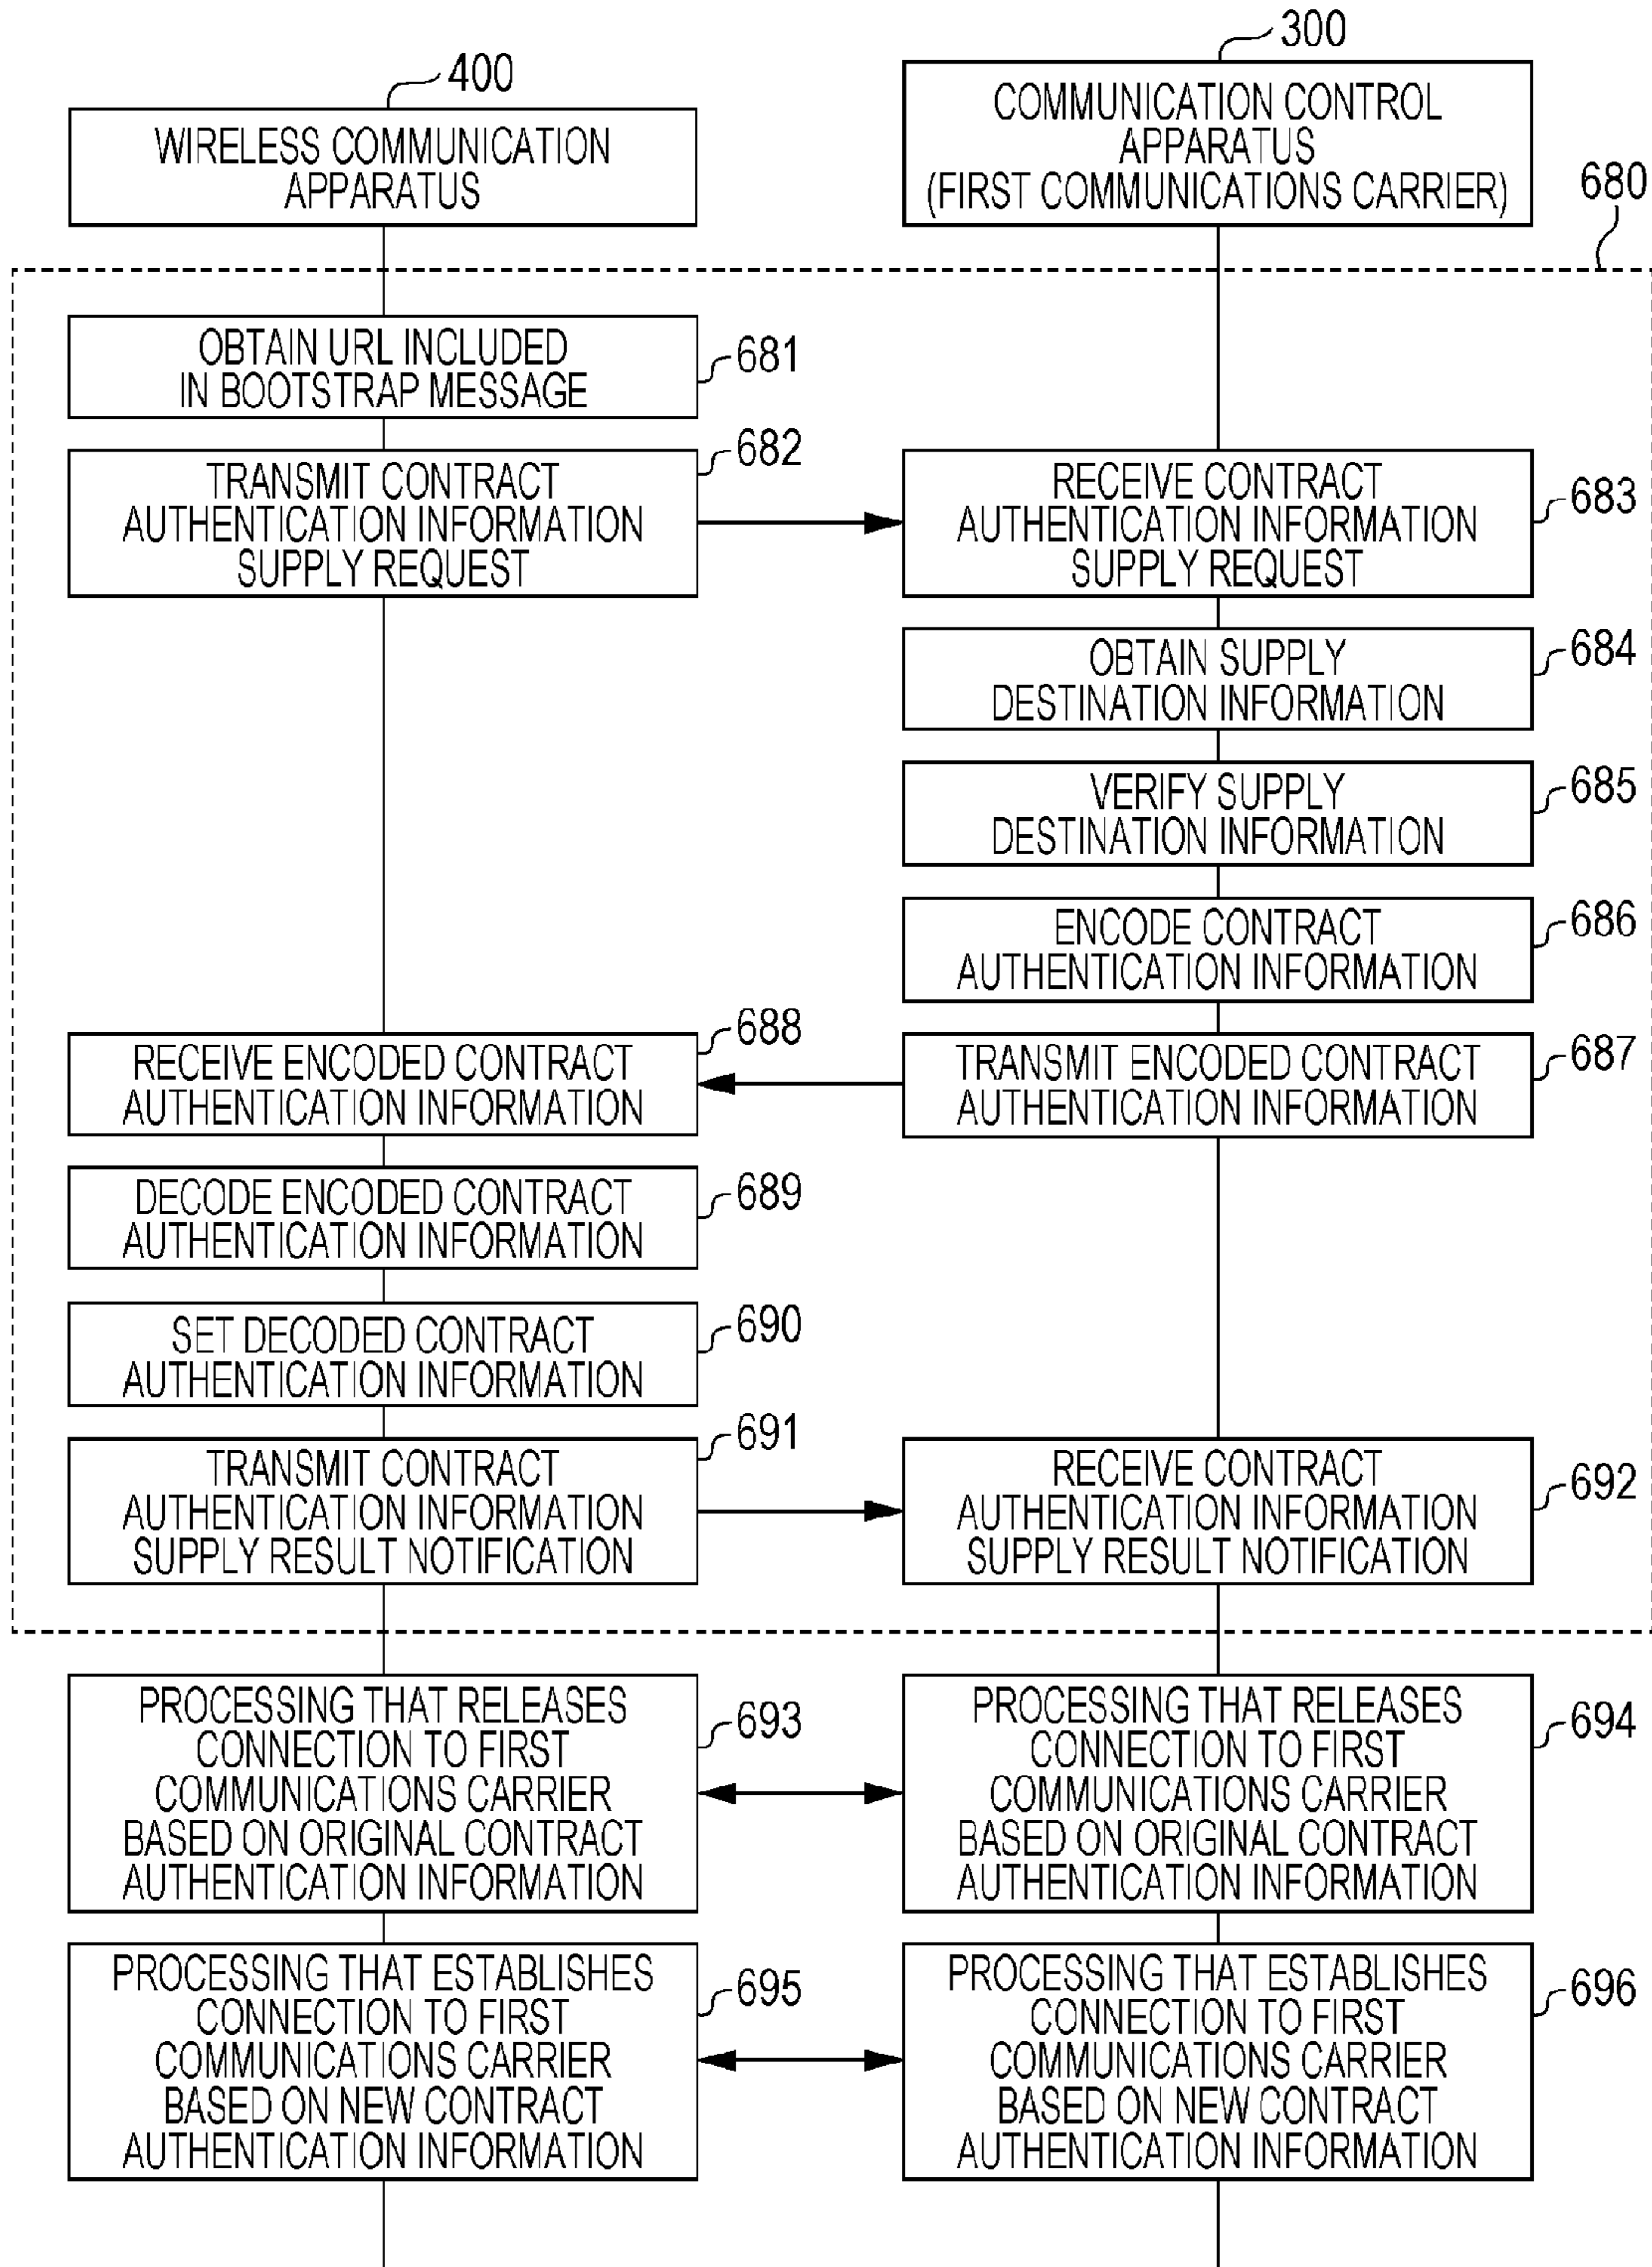 300
400
COMMUNICATION CONTROL
APPARATUS
(FIRST COMMUNICATIONS CARRIER)
WIRELESS COMMUNICATION
APPARATUS
680
OBTAIN URL INCLUDED
IN BOOTSTRAP MESSAGE
681
TRANSMIT CONTRACT
AUTHENTICATION INFORMATION
SUPPLY REQUEST
682
RECEIVE CONTRACT
AUTHENTICATION INFORMATION
SUPPLY REQUEST
683
OBTAIN SUPPLY
DESTINATION INFORMATION
684
VERIFY SUPPLY
DESTINATION INFORMATION
685
ENCODE CONTRACT
AUTHENTICATION INFORMATION
686
RECEIVE ENCODED CONTRACT
AUTHENTICATION INFORMATION
688
TRANSMIT ENCODED CONTRACT
AUTHENTICATION INFORMATION
687
DECODE ENCODED CONTRACT
AUTHENTICATION INFORMATION
689
SET DECODED CONTRACT
AUTHENTICATION INFORMATION
690
TRANSMIT CONTRACT
AUTHENTICATION INFORMATION
SUPPLY RESULT NOTIFICATION
691
RECEIVE CONTRACT
AUTHENTICATION INFORMATION
SUPPLY RESULT NOTIFICATION
692
PROCESSING THAT RELEASES
CONNECTION TO FIRST
COMMUNICATIONS CARRIER
BASED ON ORIGINAL CONTRACT
AUTHENTICATION INFORMATION
693
PROCESSING THAT RELEASES
CONNECTION TO FIRST
COMMUNICATIONS CARRIER
BASED ON ORIGINAL CONTRACT
AUTHENTICATION INFORMATION
694
PROCESSING THAT ESTABLISHES
CONNECTION TO FIRST
COMMUNICATIONS CARRIER
BASED ON NEW CONTRACT
AUTHENTICATION INFORMATION
695
PROCESSING THAT ESTABLISHES
CONNECTION TO FIRST
COMMUNICATIONS CARRIER
BASED ON NEW CONTRACT
AUTHENTICATION INFORMATION
696